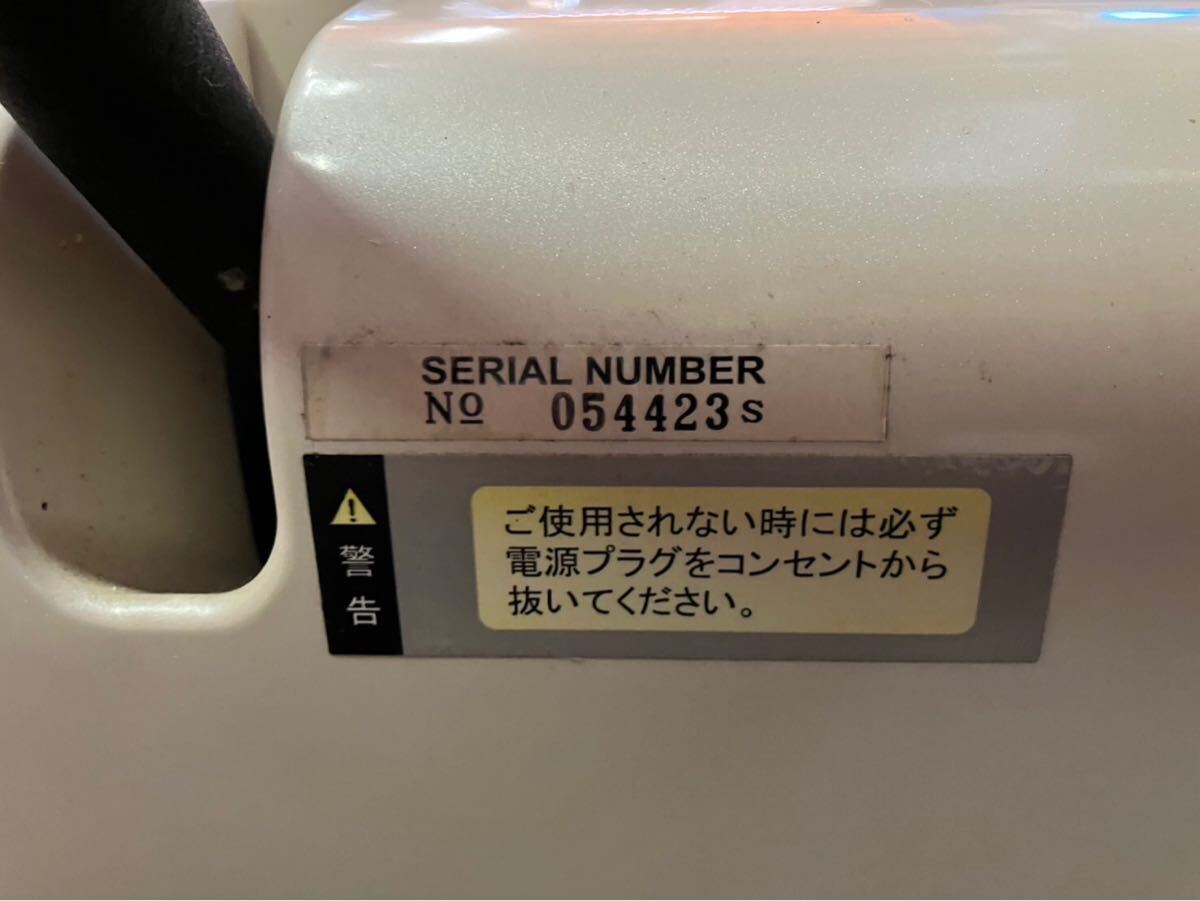 SERIAL NUMBER
No 054423s
警告
ご使用されない時には必ず
電源プラグをコンセントから
抜いてください。